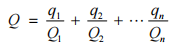 Q = q₁/Q₁ + q₂/Q₂ + ⋯ qₙ/Qₙ